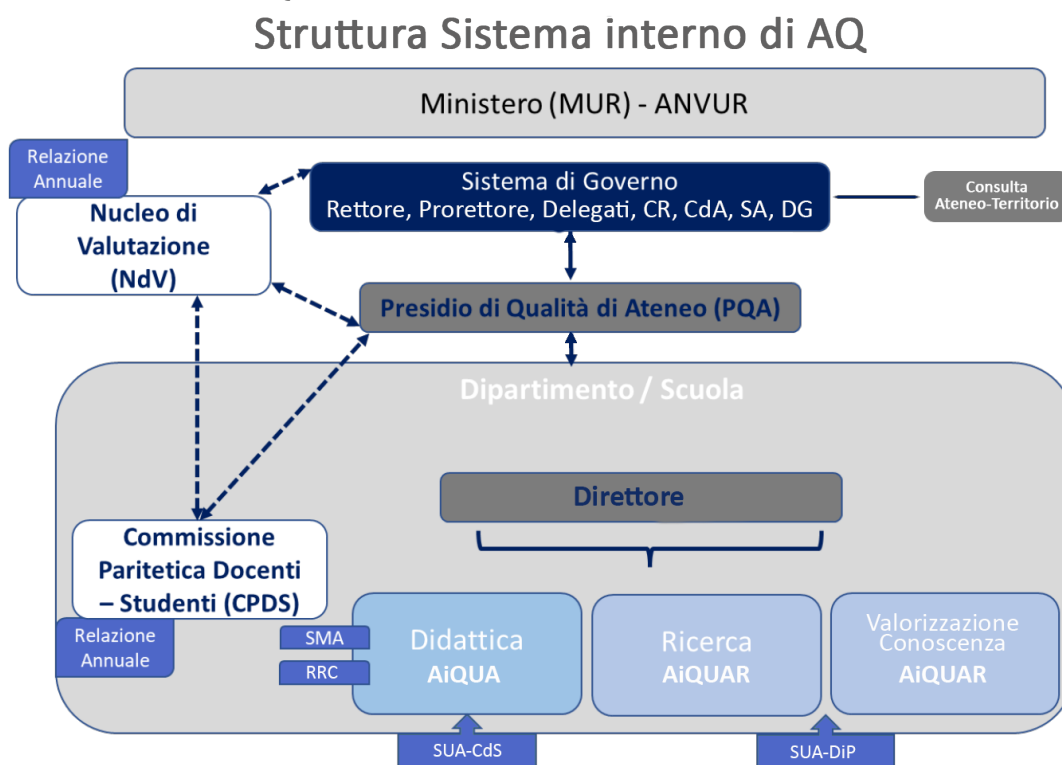 Struttura Sistema interno di AQ
Ministero (MUR) - ANVUR
Relazione
Annuale
Sistema di Governo
Rettore, Prorettore, Delegati, CR, CdA, SA, DG
Consulta
Ateneo-Territorio
Nucleo di
Valutazione
(NdV)
Presidio di Qualità di Ateneo (PQA)
Dipartimento / Scuola
Direttore
Commissione
Paritetica Docenti
– Studenti (CPDS)
Relazione
Annuale
SMA
RRC
Didattica
AiQUA
Ricerca
AiQUAR
Valorizzazione
Conoscenza
AiQUAR
SUA-CdS
SUA-DiP